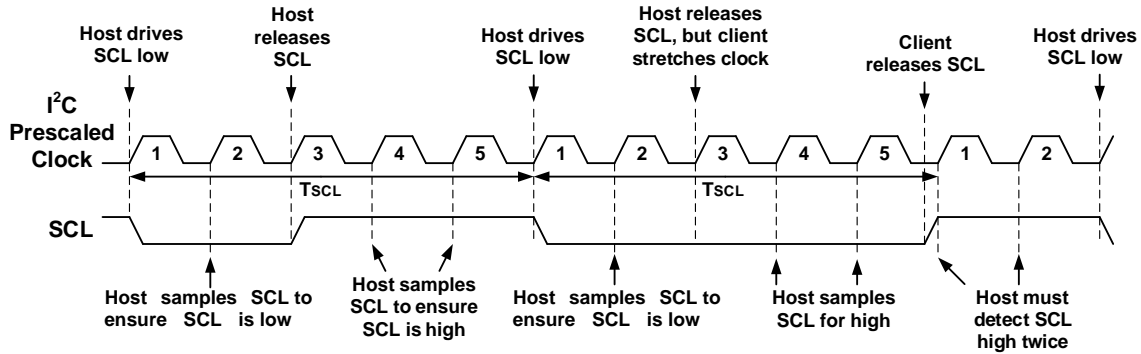 Host drives
SCL low
Host
releases
SCL
Host drives
SCL low
Host releases
SCL, but client
stretches clock
Client
releases SCL
Host drives
SCL low
I²C
Prescaled
Clock
1 2 3 4 5 1 2 3 4 5 1 2
TSCL TSCL
SCL
Host samples SCL to
ensure SCL is low
Host samples
SCL to ensure
SCL is high
Host samples SCL to
ensure SCL is low
Host samples
SCL for high
Host must
detect SCL
high twice